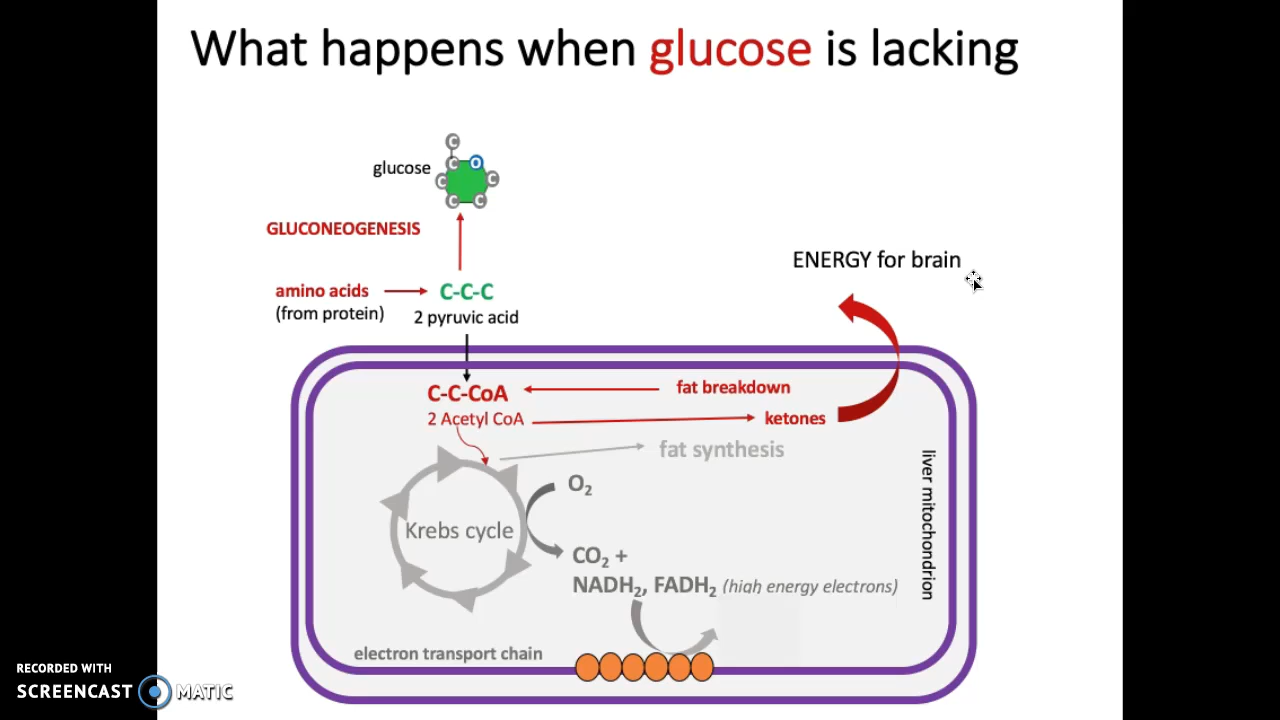 What happens when glucose is lacking
C
glucose
C O
C C
C C
GLUCONEOGENESIS
ENERGY for brain
amino acids
(from protein)
C-C-C
2 pyruvic acid
C-C-CoA
2 Acetyl CoA
fat breakdown
ketones
fat synthesis
liver mitochondrion
O2
Krebs cycle
CO2 +
NADH2, FADH2 (high energy electrons)
electron transport chain
RECORDED WITH
SCREENCAST MATIC